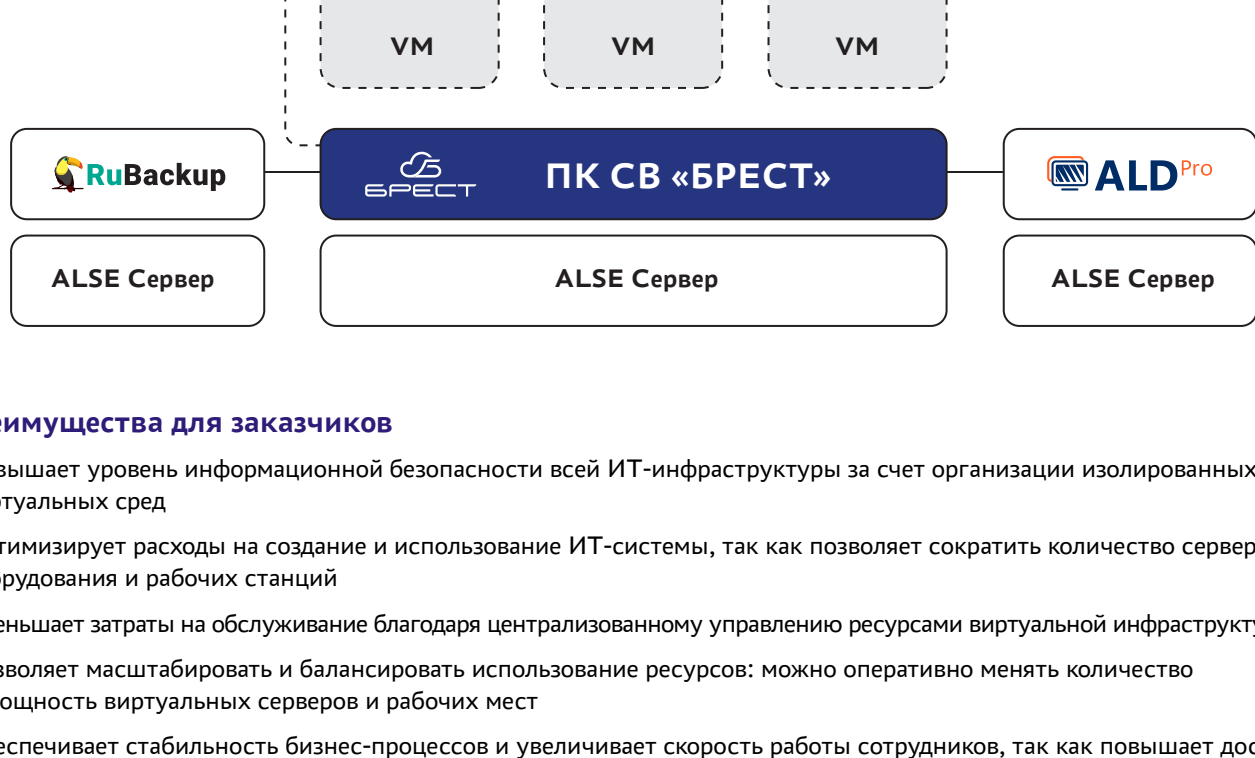 VM VM VM
RuBackup БРЕСТ ПК СВ «БРЕСТ» ALD Pro
ALSE Сервер ALSE Сервер ALSE Сервер
еимущества для заказчиков
вышает уровень информационной безопасности всей ИТ-инфраструктуры за счет организации изолированных
туальных сред
тимизирует расходы на создание и использование ИТ-системы, так как позволяет сократить количество сервер
орудования и рабочих станций
еньшает затраты на обслуживание благодаря централизованному управлению ресурсами виртуальной инфраструкту
зволяет масштабировать и балансировать использование ресурсов: можно оперативно менять количество
ощность виртуальных серверов и рабочих мест
еспечивает стабильность бизнес-процессов и увеличивает скорость работы сотрудников, так как повышает дос